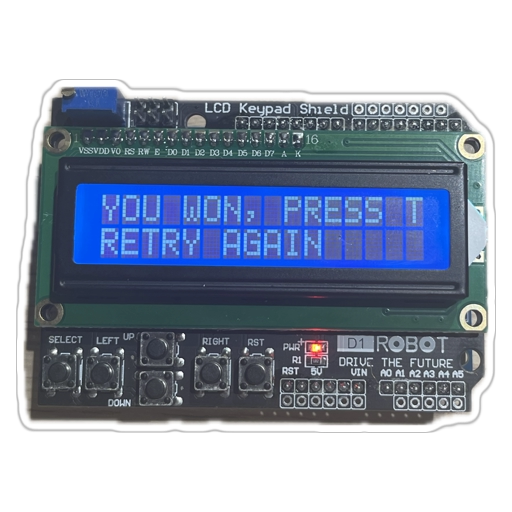 LCD Keypad Shield
16
VSS VDD VO RS RW E D0 D1 D2 D3 D4 D5 D6 D7 A K
YOU WON, PRESS T
RETRY AGAIN
SELECT LEFT UP RIGHT RST PWR D1 ROBOT
R1 DRIVE THE FUTURE
DOWN RST 5V VIN A0 A1 A2 A3 A4 A5